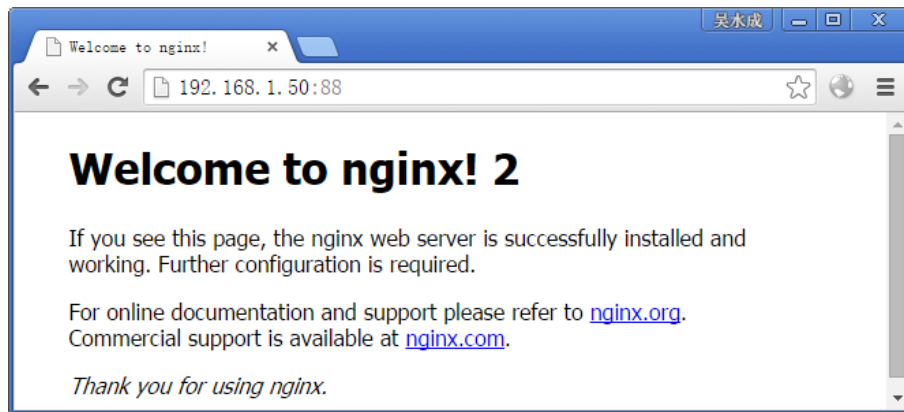 吴水成
Welcome to nginx!
192.168.1.50:88
Welcome to nginx! 2
If you see this page, the nginx web server is successfully installed and
working. Further configuration is required.
For online documentation and support please refer to nginx.org.
Commercial support is available at nginx.com.
Thank you for using nginx.